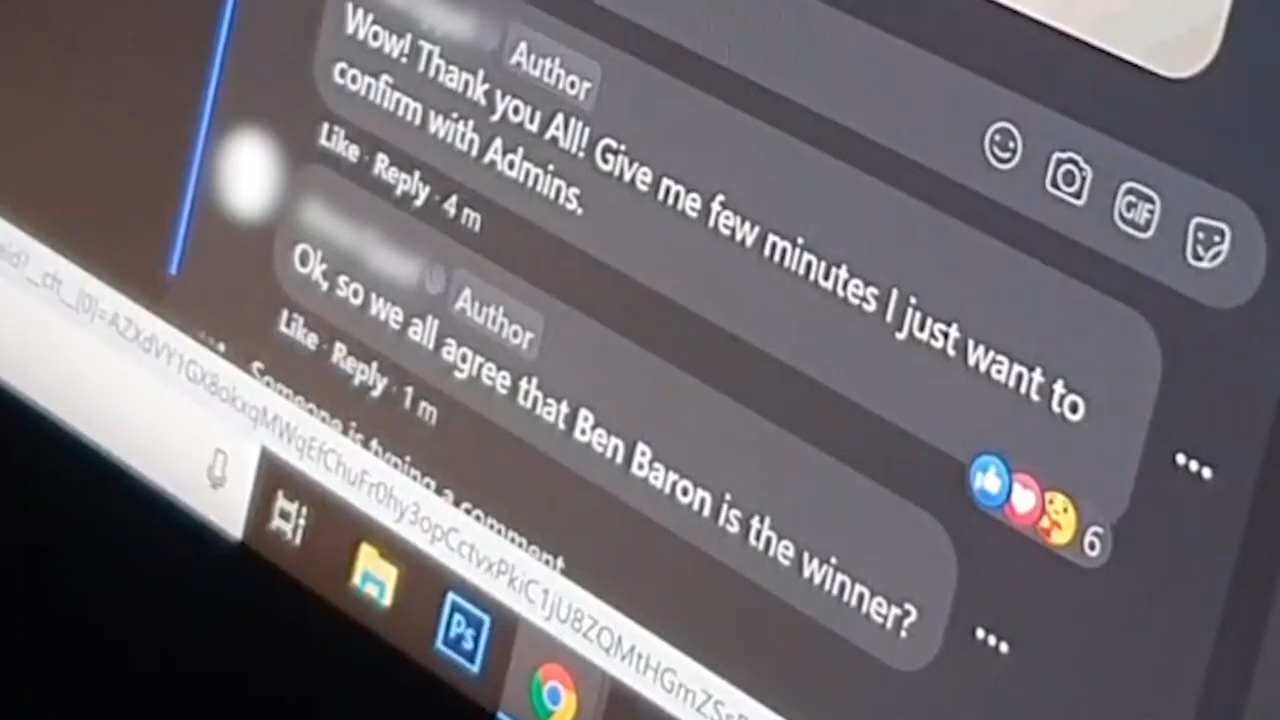 Author
Wow! Thank you All! Give me few minutes I just want to
confirm with Admins.
Like · Reply · 4 m
GIF
6
Author
Ok, so we all agree that Ben Baron is the winner?
Like · Reply · 1 m
Someone is typing a comment
Ps